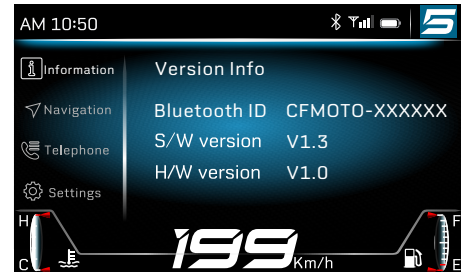 AM 10:50
S
Information
Version Info
Navigation
Bluetooth ID CFMOTO-XXXXXX
Telephone
S/W version V1.3
H/W version V1.0
Settings
H
F
199 Km/h
C
E